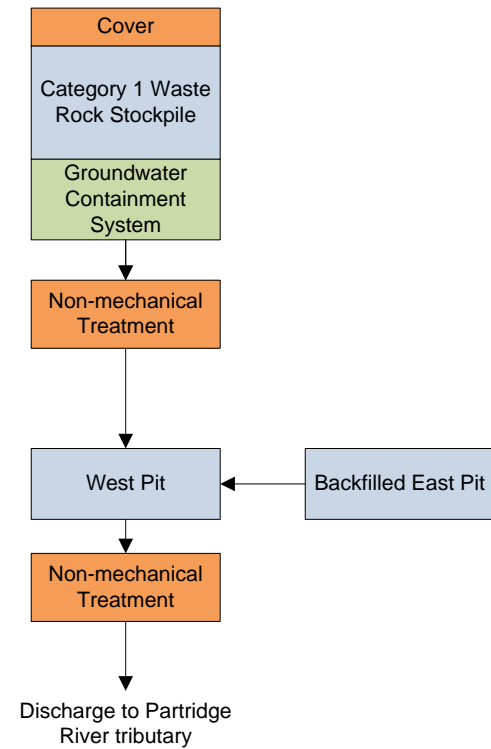 Cover
Category 1 Waste
Rock Stockpile
Groundwater
Containment
System
Non-mechanical
Treatment
West Pit
Backfilled East Pit
Non-mechanical
Treatment
Discharge to Partridge
River tributary